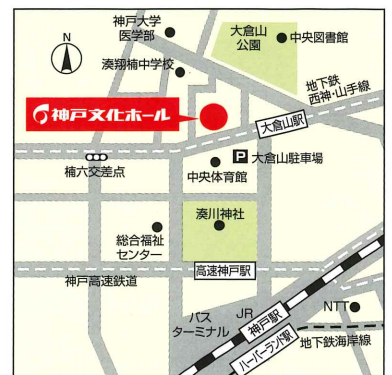 N
神戸大学
医学部
湊翔楠中学校
大倉山
公園
中央図書館
地下鉄
西神・山手線
神戸文化ホール
大倉山駅
楠六交差点
P 大倉山駐車場
中央体育館
湊川神社
総合福祉
センター
高速神戸駅
神戸高速鉄道
バス
ターミナル
JR
神戸駅
NTT
ハーバーランド駅
地下鉄海岸線